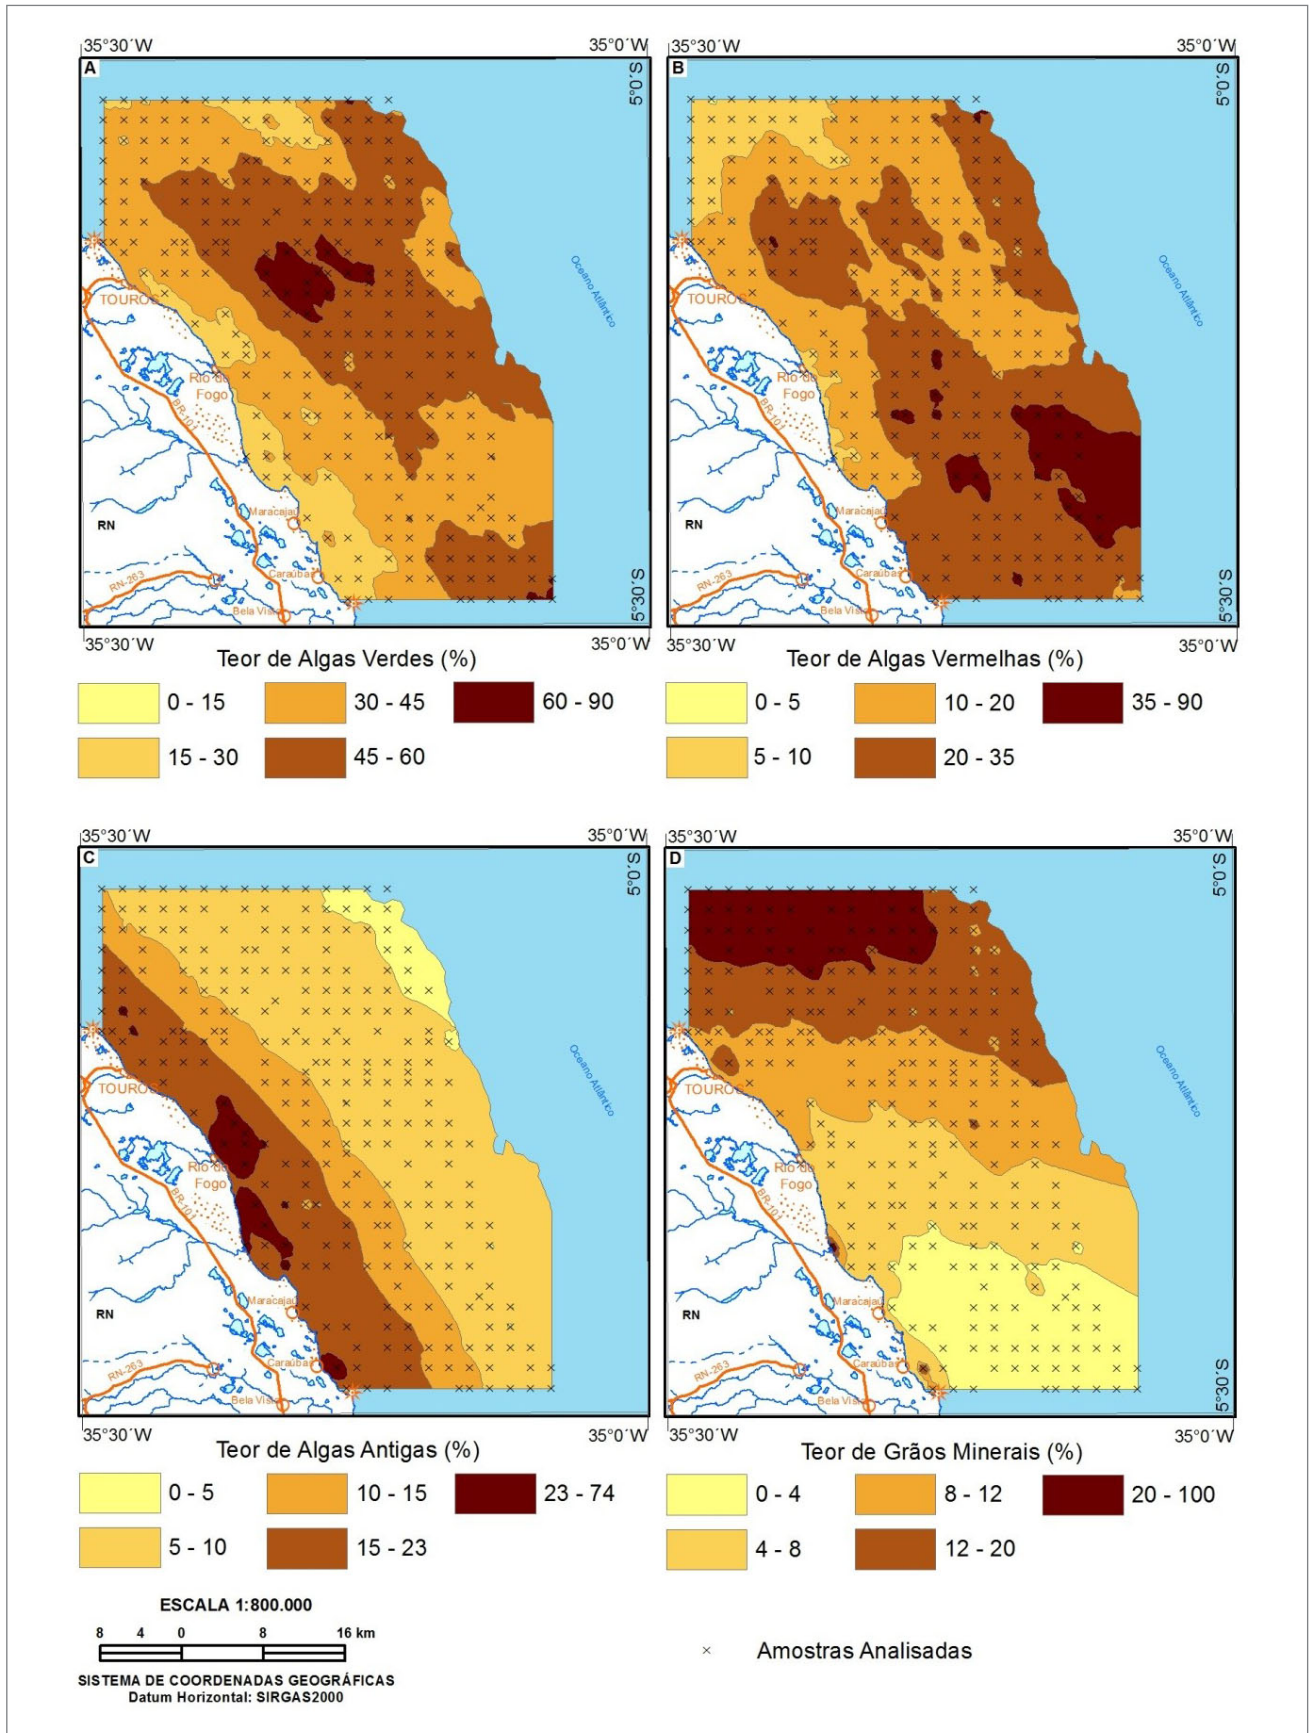 35°30´W 35°0´W
A
5°0´S
Oceano Atlântico
TOUROS
Rio do
Fogo
BR-101
Maracajaú
RN
RN-263
Caraúbas
Bela Vista
5°30´S
35°30´W 35°0´W
Teor de Algas Verdes (%)
0 - 15 30 - 45 60 - 90
15 - 30 45 - 60
35°30´W 35°0´W
B
5°0´S
Oceano Atlântico
TOUROS
Rio do
Fogo
BR-101
Maracajaú
RN
RN-263
Caraúbas
Bela Vista
5°30´S
35°30´W 35°0´W
Teor de Algas Vermelhas (%)
0 - 5 10 - 20 35 - 90
5 - 10 20 - 35
35°30´W 35°0´W
C
5°0´S
Oceano Atlântico
TOUROS
Rio do
Fogo
BR-101
Maracajaú
RN
RN-263
Caraúbas
Bela Vista
5°30´S
35°30´W 35°0´W
Teor de Algas Antigas (%)
0 - 5 10 - 15 23 - 74
5 - 10 15 - 23
35°30´W 35°0´W
D
5°0´S
Oceano Atlântico
TOUROS
Rio do
Fogo
BR-101
Maracajaú
RN
RN-263
Caraúbas
Bela Vista
5°30´S
35°30´W 35°0´W
Teor de Grãos Minerais (%)
0 - 4 8 - 12 20 - 100
4 - 8 12 - 20
ESCALA 1:800.000
8 4 0 8 16 km
SISTEMA DE COORDENADAS GEOGRÁFICAS
Datum Horizontal: SIRGAS2000
× Amostras Analisadas